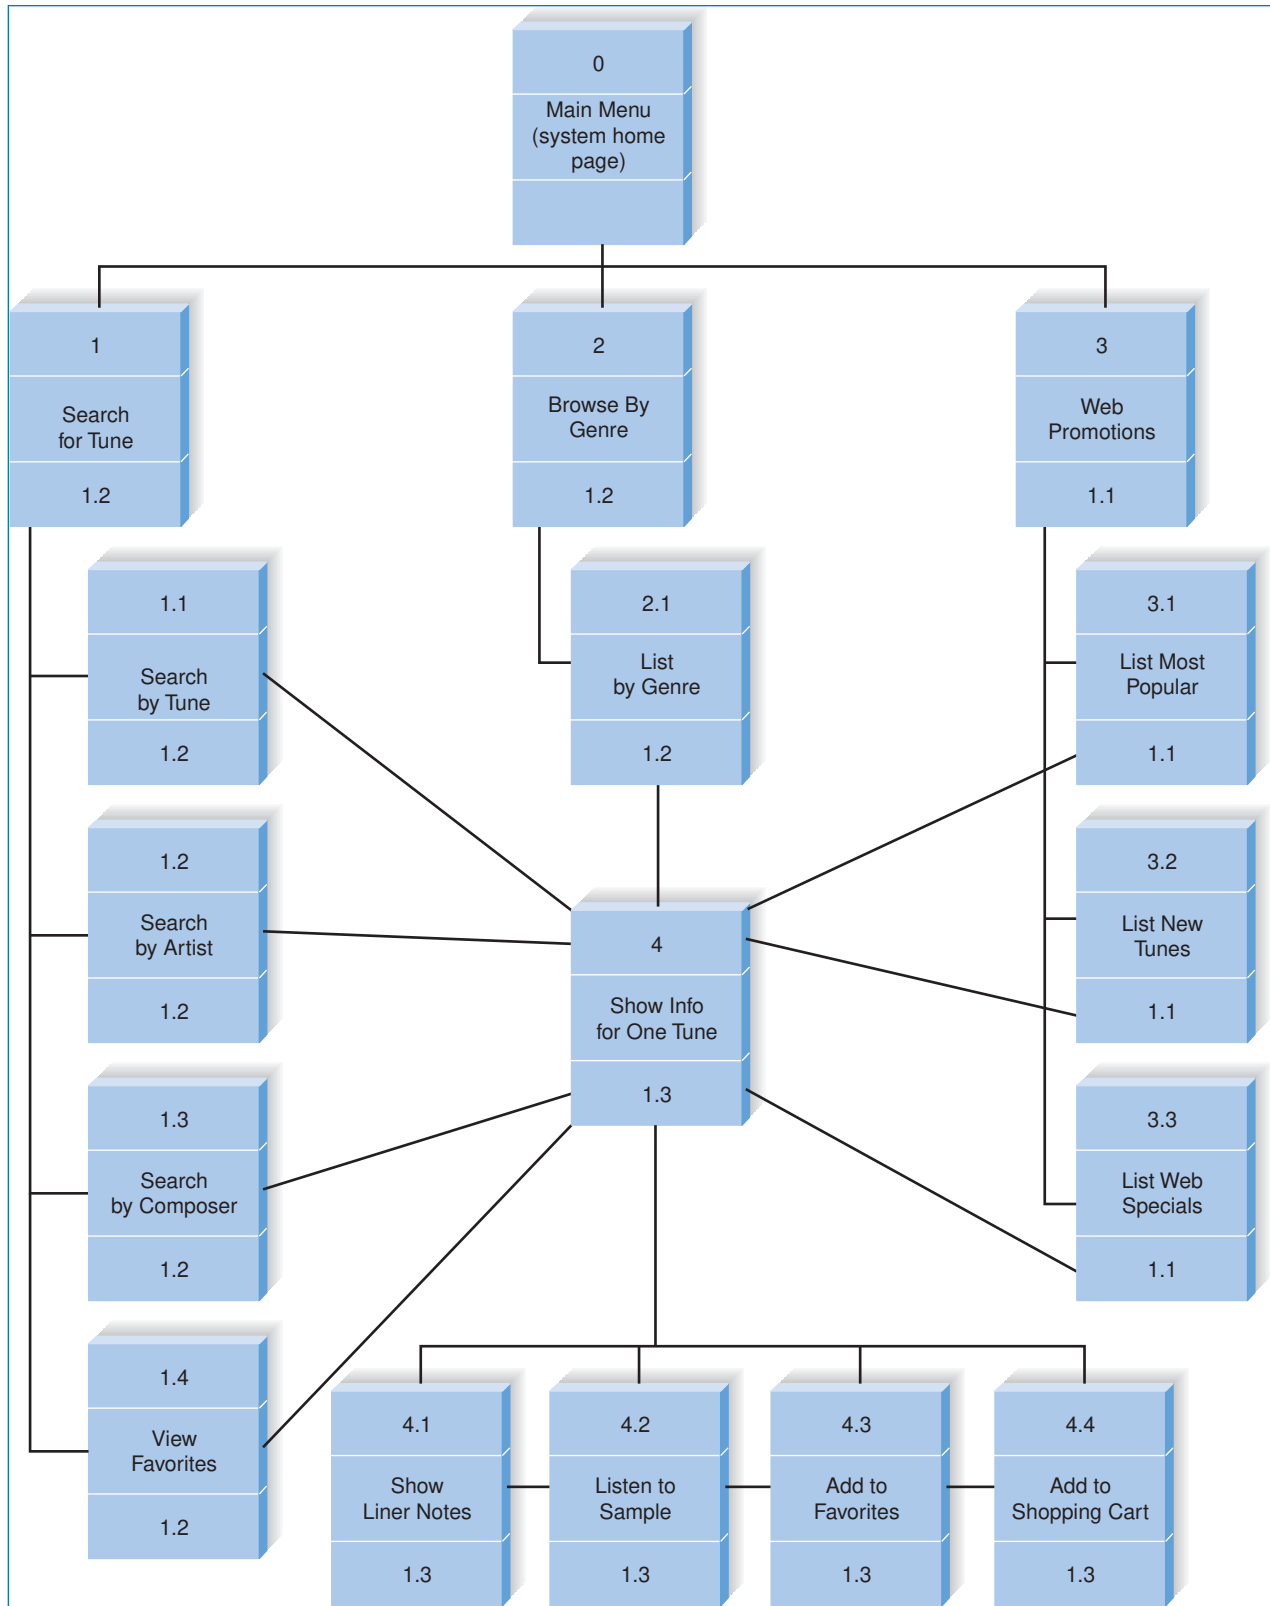 0
Main Menu
(system home
page)
1
Search
for Tune
1.2
2
Browse By
Genre
1.2
3
Web
Promotions
1.1
1.1
Search
by Tune
1.2
2.1
List
by Genre
1.2
3.1
List Most
Popular
1.1
1.2
Search
by Artist
1.2
4
Show Info
for One Tune
1.3
3.2
List New
Tunes
1.1
1.3
Search
by Composer
1.2
3.3
List Web
Specials
1.1
1.4
View
Favorites
1.2
4.1
Show
Liner Notes
1.3
4.2
Listen to
Sample
1.3
4.3
Add to
Favorites
1.3
4.4
Add to
Shopping Cart
1.3